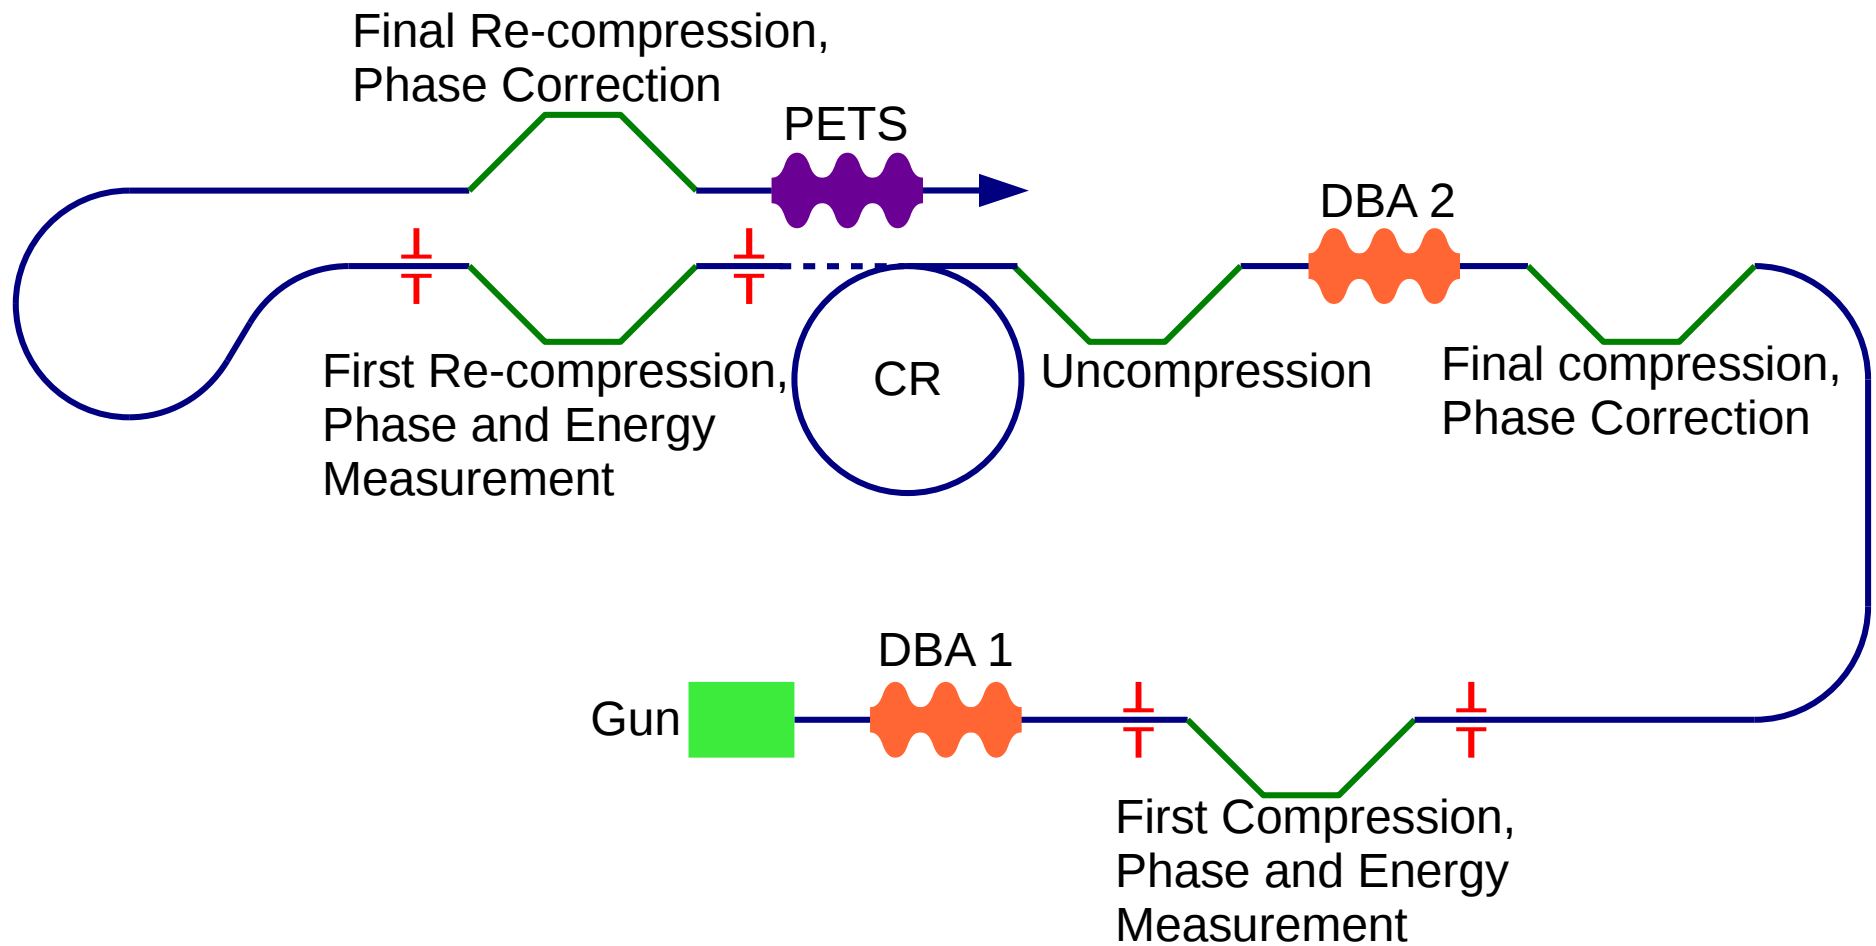 Final Re-compression,
Phase Correction
PETS
DBA 2
First Re-compression,
Phase and Energy
Measurement
CR
Uncompression
Final compression,
Phase Correction
DBA 1
Gun
First Compression,
Phase and Energy
Measurement